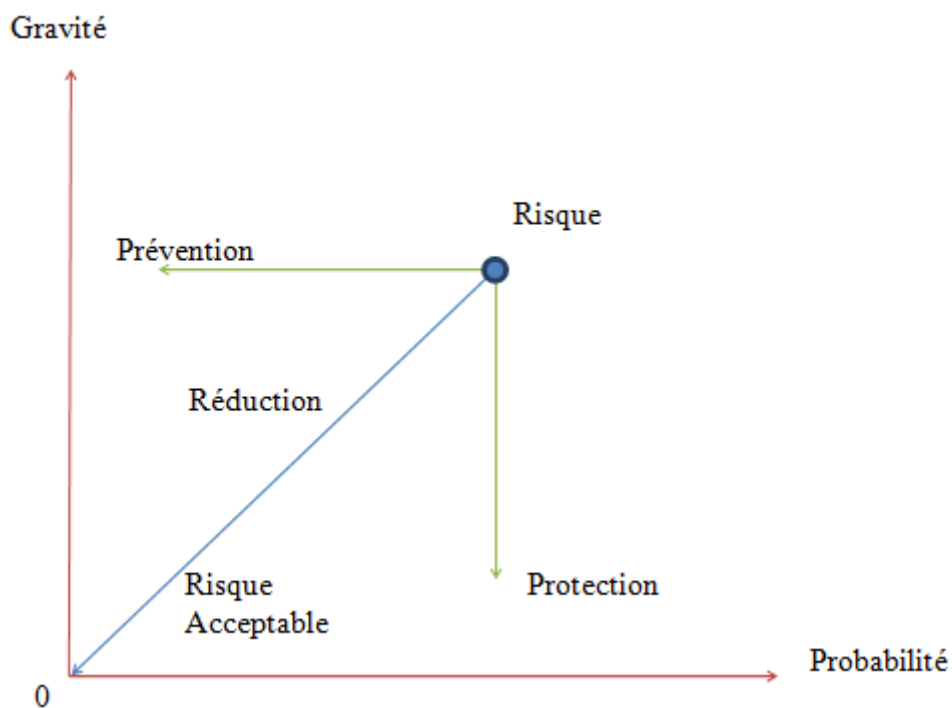 Gravité
Risque
Prévention
Réduction
Risque
Acceptable
Protection
Probabilité
0